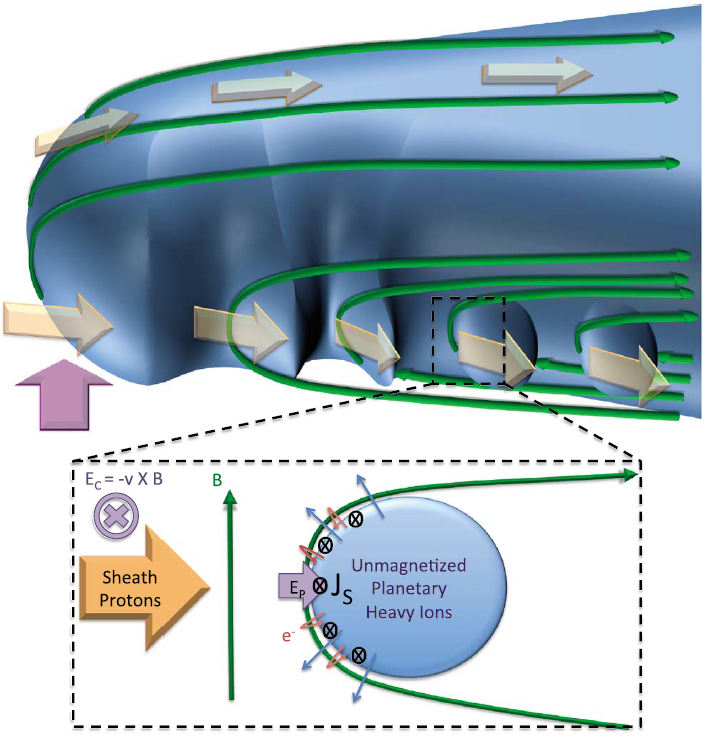 E_C = -v X B
B
Sheath
Protons
E_P
J_S
Unmagnetized
Planetary
Heavy Ions
e⁻